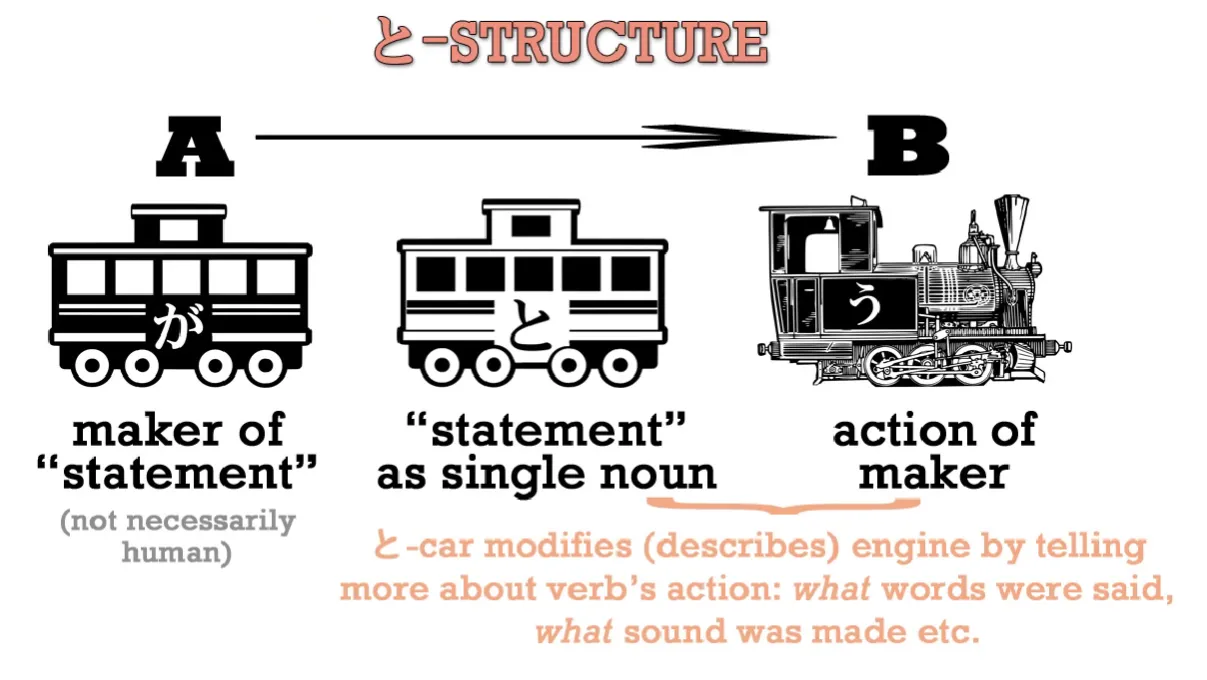 と-STRUCTURE
A
B
が
と
う
maker of
“statement”
(not necessarily
human)
“statement”
as single noun
action of
maker
と-car modifies (describes) engine by telling
more about verb’s action: what words were said,
what sound was made etc.